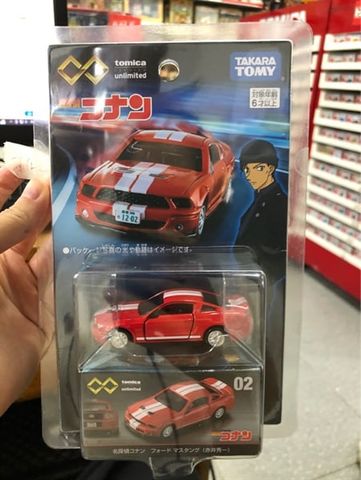 tomica
unlimited
TAKARA
TOMY
対象年齢
6才以上
コナン
12 02
●パッケージ写真の光や軌跡はイメージです。
tomica
unlimited
02
名探偵コナン フォード マスタング (赤井秀一)
コナン